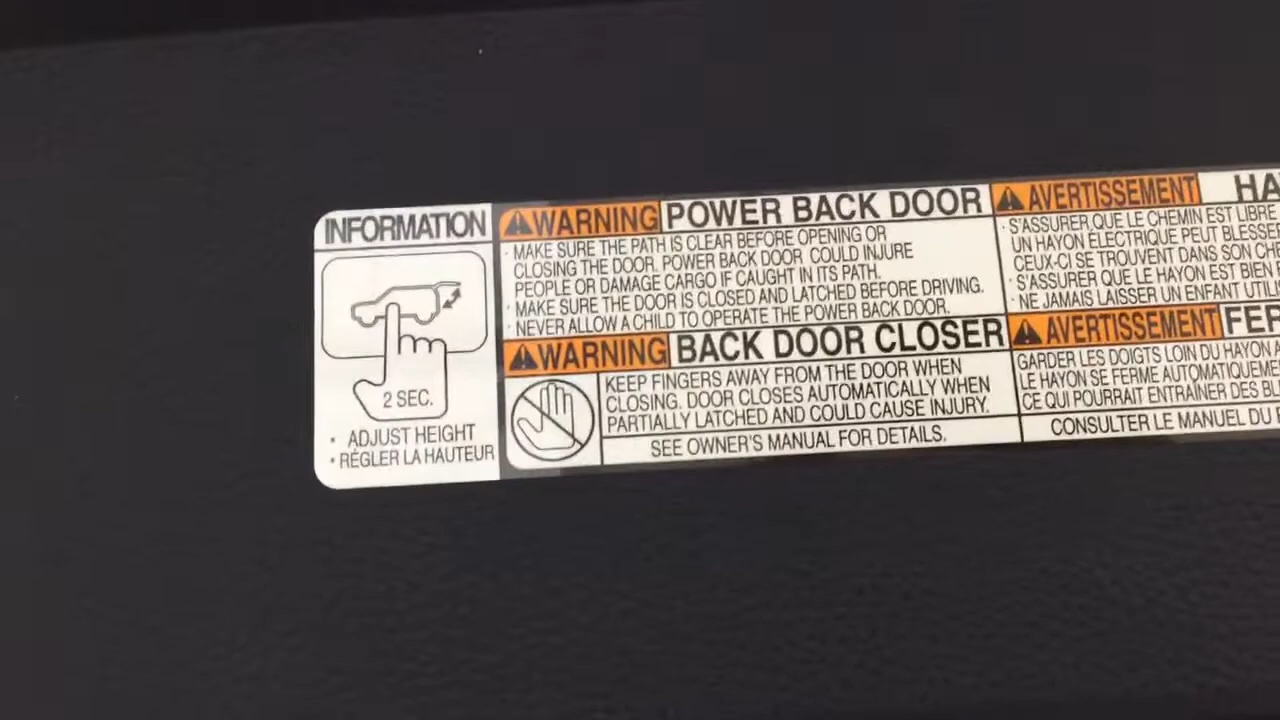 INFORMATION
2 SEC.
· ADJUST HEIGHT
· RÉGLER LA HAUTEUR
WARNING POWER BACK DOOR
· MAKE SURE THE PATH IS CLEAR BEFORE OPENING OR
CLOSING THE DOOR. POWER BACK DOOR COULD INJURE
PEOPLE OR DAMAGE CARGO IF CAUGHT IN ITS PATH.
· MAKE SURE THE DOOR IS CLOSED AND LATCHED BEFORE DRIVING.
· NEVER ALLOW A CHILD TO OPERATE THE POWER BACK DOOR.
WARNING BACK DOOR CLOSER
KEEP FINGERS AWAY FROM THE DOOR WHEN
CLOSING. DOOR CLOSES AUTOMATICALLY WHEN
PARTIALLY LATCHED AND COULD CAUSE INJURY.
SEE OWNER'S MANUAL FOR DETAILS.
AVERTISSEMENT HA
· S'ASSURER QUE LE CHEMIN EST LIBRE
UN HAYON ÉLECTRIQUE PEUT BLESSE
CEUX-CI SE TROUVENT DANS SON CHE
· S'ASSURER QUE LE HAYON EST BIEN
· NE JAMAIS LAISSER UN ENFANT UTILI
AVERTISSEMENT FER
GARDER LES DOIGTS LOIN DU HAYON
LE HAYON SE FERME AUTOMATIQUEME
CE QUI POURRAIT ENTRAÎNER DES BL
CONSULTER LE MANUEL DU